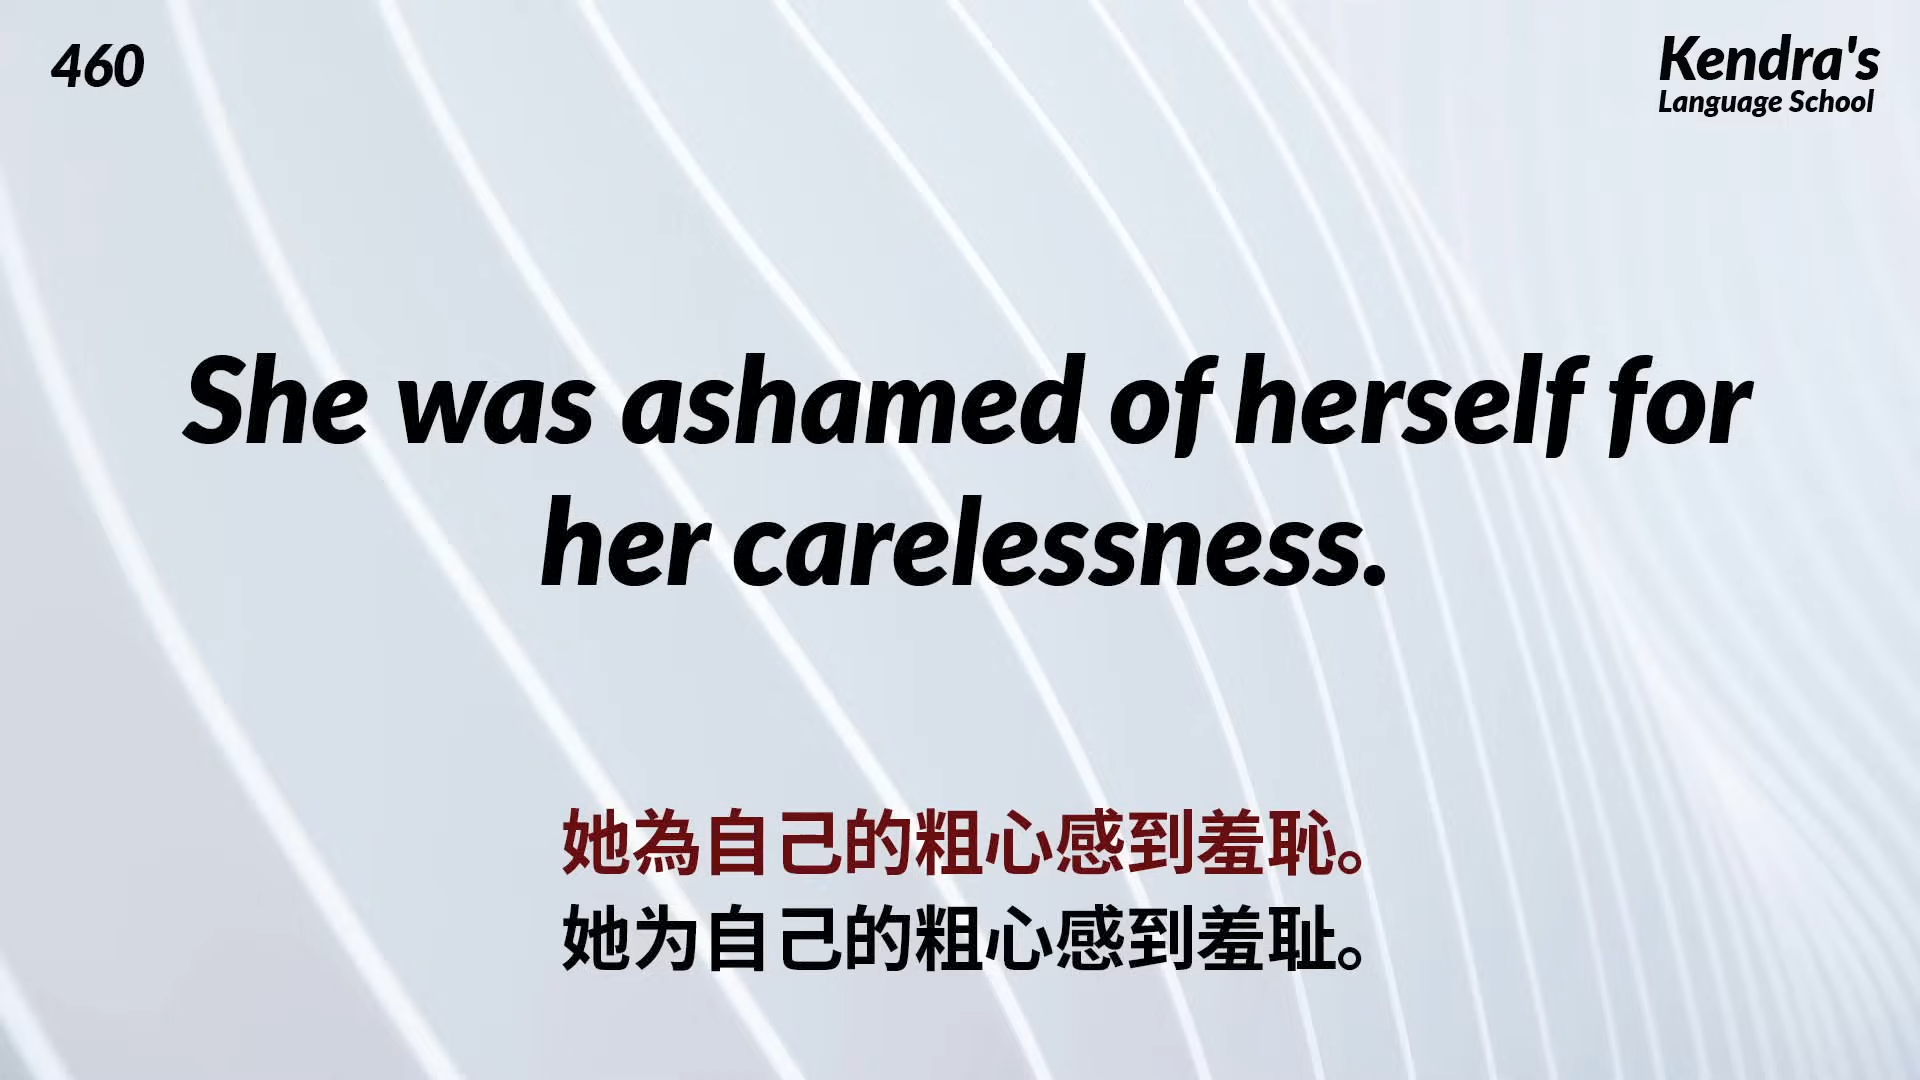 460
Kendra's
Language School
She was ashamed of herself for
her carelessness.
她為自己的粗心感到羞恥。
她为自己的粗心感到羞耻。